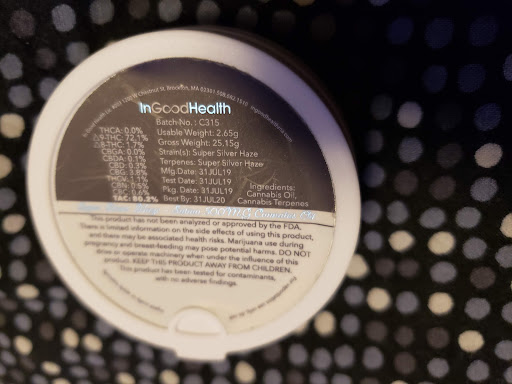 InGoodHealth
Batch No.: C315
Usable Weight: 2.65g
Gross Weight: 25.15g
Strain(s): Super Silver Haze
Terpenes: Super Silver Haze
Mfg.Date: 31JUL19
Test Date: 31JUL19
Pkg. Date: 31JUL19
Best By: 31JUL20
THCA: 0.0%
Δ9-THC: 72.1%
Δ8-THC: 1.7%
CBGA: 0.0%
CBDA: 0.1%
CBD: 0.3%
CBG: 3.8%
THCV:
CBN: 0.6%
TAC: 80.2%
Ingredients:
Cannabis Oil,
Cannabis Terpenes
This product has not been analyzed or approved by the FDA.
There is limited information on the side effects of using this product,
and there may be associated health risks. Marijuana use during
pregnancy and breast-feeding may pose potential harms. DO NOT
drive or operate machinery when under the influence of this
product. KEEP THIS PRODUCT AWAY FROM CHILDREN.
This product has been tested for contaminants,
with no adverse findings.